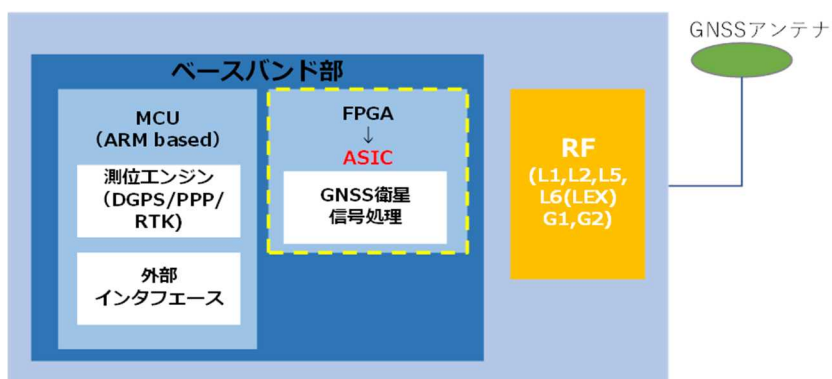 GNSSアンテナ
ベースバンド部
MCU
（ARM based）
測位エンジン
（DGPS/PPP/
RTK)
外部
インタフェース
FPGA
↓
ASIC
GNSS衛星
信号処理
RF
(L1,L2,L5,
L6(LEX)
G1,G2)